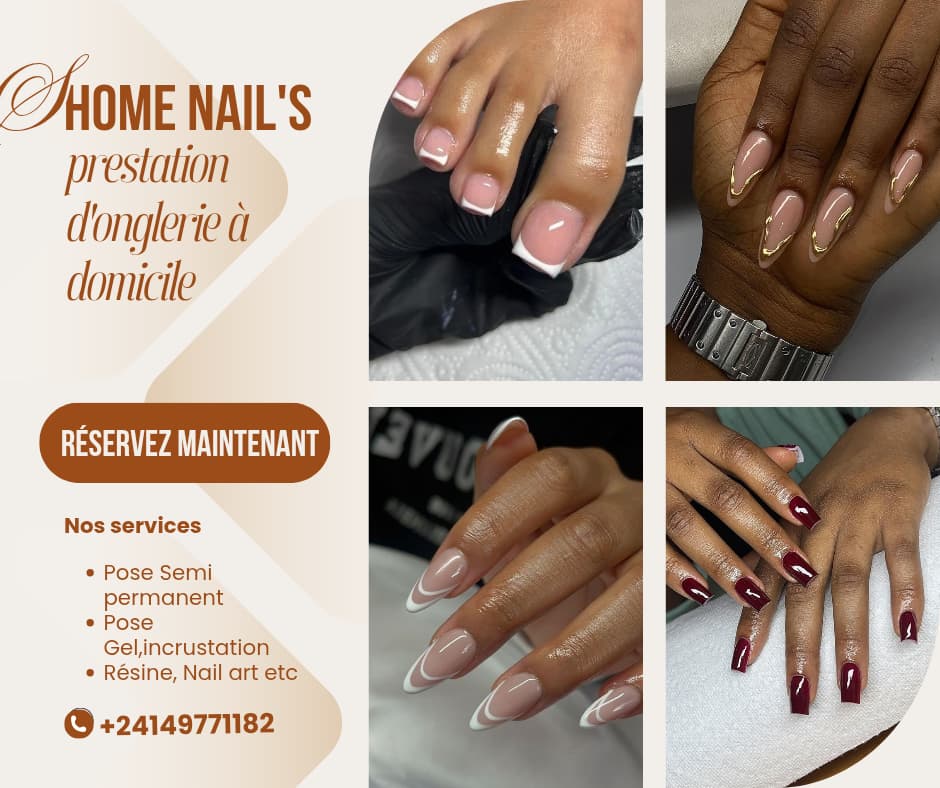 S HOME NAIL'S
prestation
d'onglerie à
domicile
RÉSERVEZ MAINTENANT
Nos services
• Pose Semi
permanent
• Pose
Gel,incrustation
• Résine, Nail art etc
+24149771182